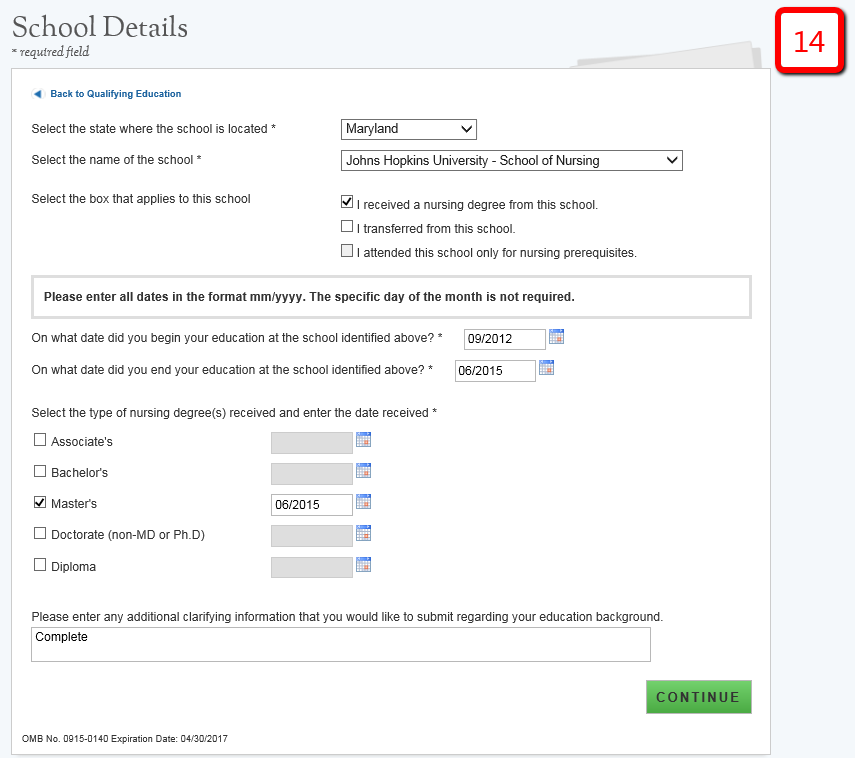 School Details
14
* required field
Back to Qualifying Education
Select the state where the school is located * Maryland
Select the name of the school * Johns Hopkins University - School of Nursing
Select the box that applies to this school
I received a nursing degree from this school.
I transferred from this school.
I attended this school only for nursing prerequisites.
Please enter all dates in the format mm/yyyy. The specific day of the month is not required.
On what date did you begin your education at the school identified above? * 09/2012
On what date did you end your education at the school identified above? * 06/2015
Select the type of nursing degree(s) received and enter the date received *
Associate's
Bachelor's
Master's 06/2015
Doctorate (non-MD or Ph.D)
Diploma
Please enter any additional clarifying information that you would like to submit regarding your education background.
Complete
CONTINUE
OMB No. 0915-0140 Expiration Date: 04/30/2017